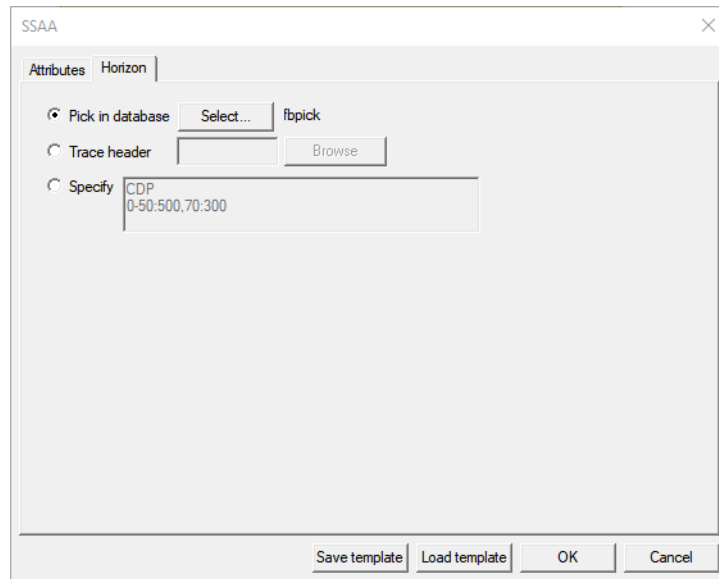 SSAA
Attributes Horizon
Pick in database Select... fbpick
Trace header Browse
Specify CDP
0-50:500,70:300
Save template Load template OK Cancel